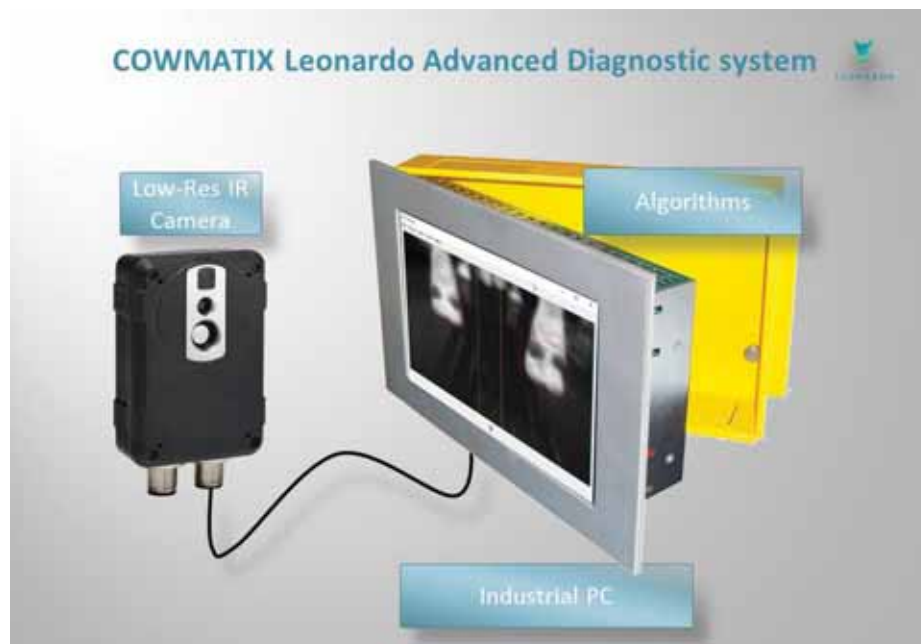 COWMATIX Leonardo Advanced Diagnostic system
Low-Res IR
Camera
Algorithms
Industrial PC